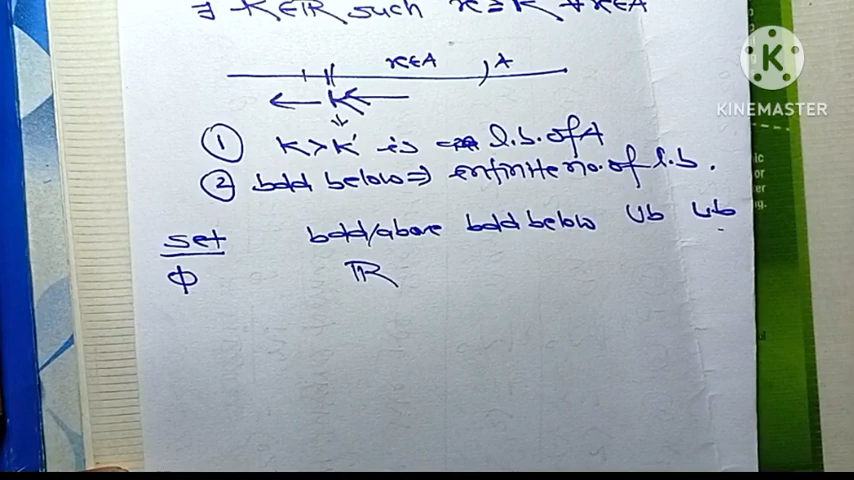 ∃ K∈ℝ such x ≥ K ∀ x∈A
x∈A ) A
K
① K > K' is l.b. of A
② bdd below ⇒ infinite no. of l.b.
set bdd/above bdd below Ub Lb
ϕ ℝ
K
KINEMASTER